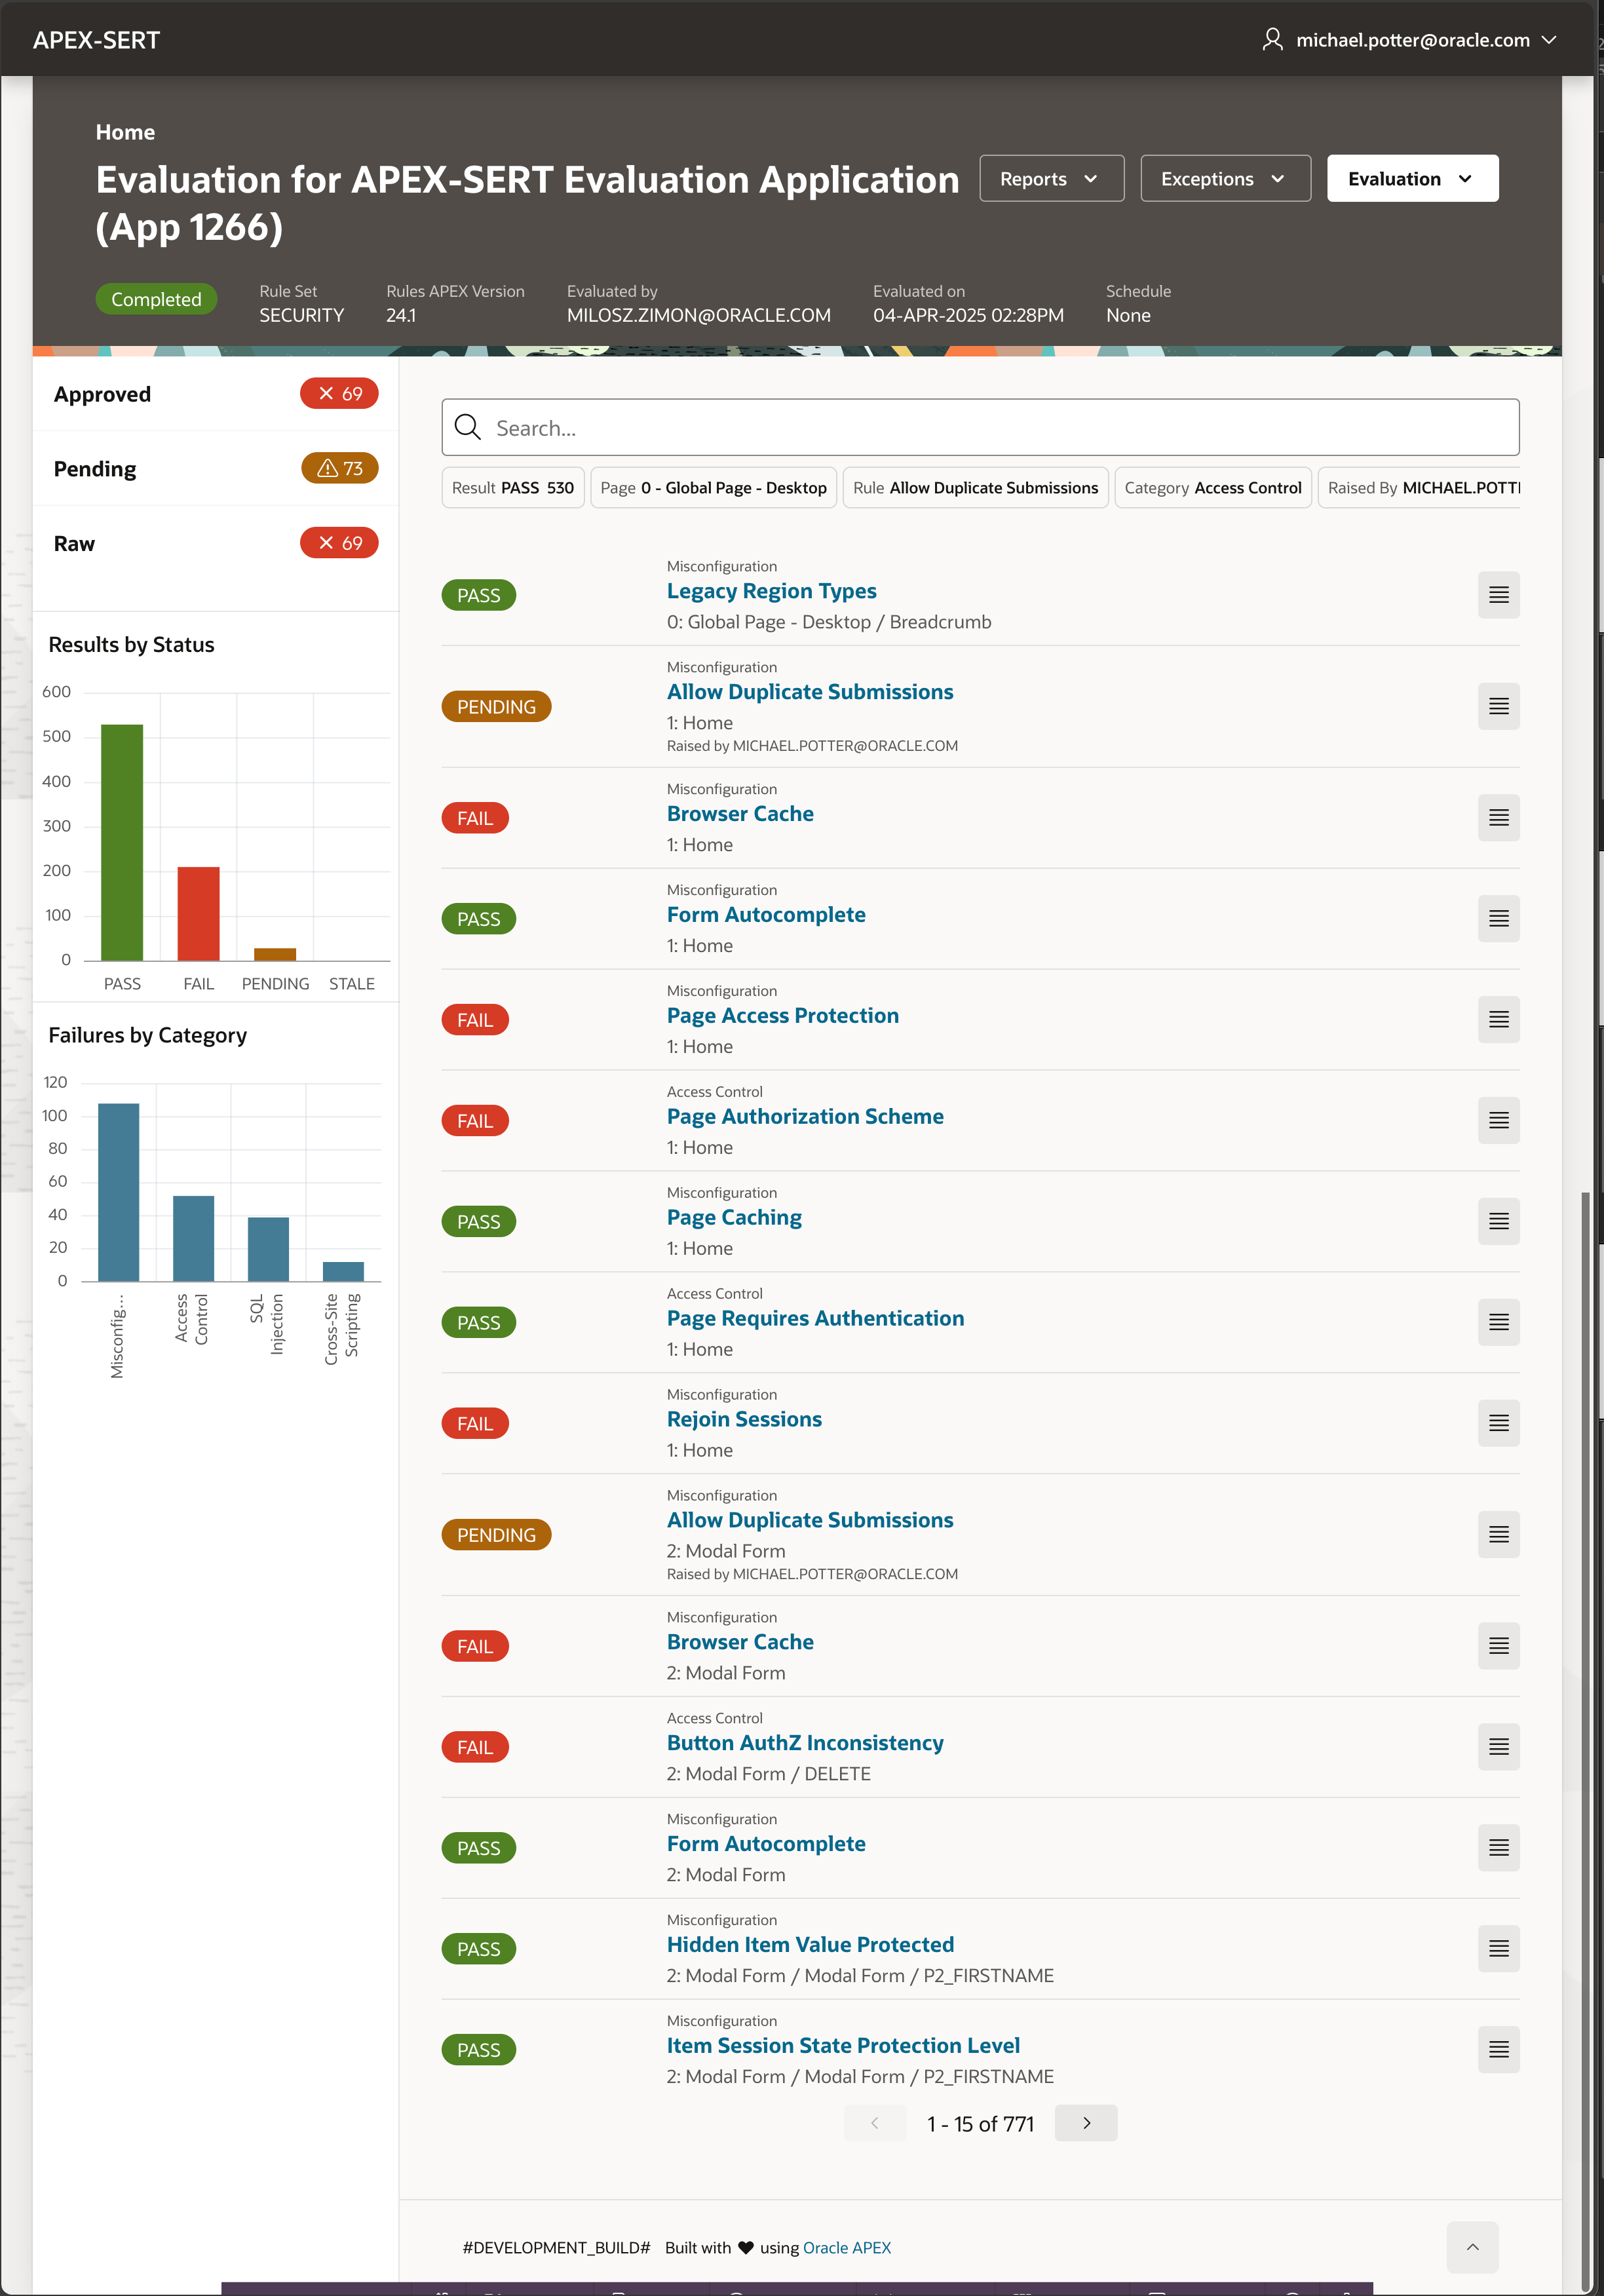 APEX-SERT
michael.potter@oracle.com
Home
Evaluation for APEX-SERT Evaluation Application
(App 1266)
Reports
Exceptions
Evaluation
Completed
Rule Set
SECURITY
Rules APEX Version
24.1
Evaluated by
MILOSZ.ZIMON@ORACLE.COM
Evaluated on
04-APR-2025 02:28PM
Schedule
None
Approved
69
Pending
73
Raw
69
Results by Status
600
500
400
300
200
100
0
PASS FAIL PENDING STALE
Failures by Category
120
100
80
60
40
20
0
Misconfig...
Access
Control
SQL
Injection
Cross-Site
Scripting
Search...
Result PASS 530
Page 0 - Global Page - Desktop
Rule Allow Duplicate Submissions
Category Access Control
Raised By MICHAEL.POTT
PASS
Misconfiguration
Legacy Region Types
0: Global Page - Desktop / Breadcrumb
PENDING
Misconfiguration
Allow Duplicate Submissions
1: Home
Raised by MICHAEL.POTTER@ORACLE.COM
FAIL
Misconfiguration
Browser Cache
1: Home
PASS
Misconfiguration
Form Autocomplete
1: Home
FAIL
Misconfiguration
Page Access Protection
1: Home
FAIL
Access Control
Page Authorization Scheme
1: Home
PASS
Misconfiguration
Page Caching
1: Home
PASS
Access Control
Page Requires Authentication
1: Home
FAIL
Misconfiguration
Rejoin Sessions
1: Home
PENDING
Misconfiguration
Allow Duplicate Submissions
2: Modal Form
Raised by MICHAEL.POTTER@ORACLE.COM
FAIL
Misconfiguration
Browser Cache
2: Modal Form
FAIL
Access Control
Button AuthZ Inconsistency
2: Modal Form / DELETE
PASS
Misconfiguration
Form Autocomplete
2: Modal Form
PASS
Misconfiguration
Hidden Item Value Protected
2: Modal Form / Modal Form / P2_FIRSTNAME
PASS
Misconfiguration
Item Session State Protection Level
2: Modal Form / Modal Form / P2_FIRSTNAME
1 - 15 of 771
#DEVELOPMENT_BUILD# Built with ♥ using Oracle APEX